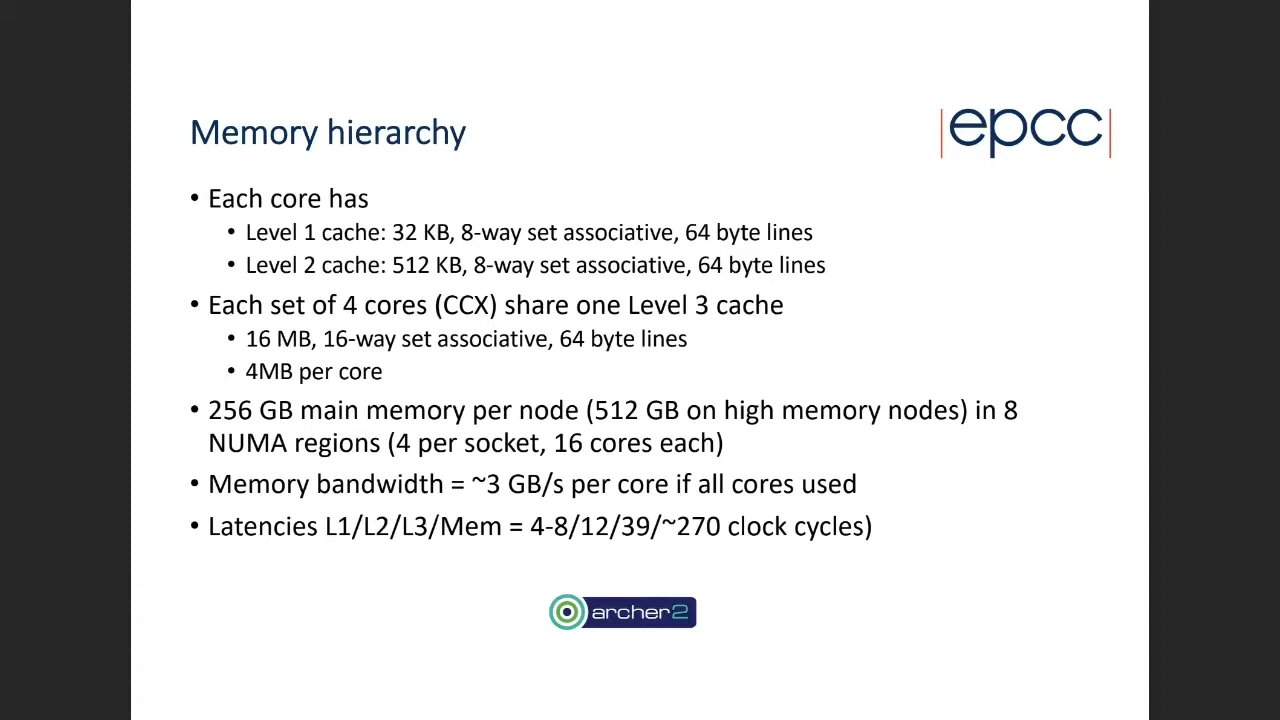 Memory hierarchy
epcc
• Each core has
• Level 1 cache: 32 KB, 8-way set associative, 64 byte lines
• Level 2 cache: 512 KB, 8-way set associative, 64 byte lines
• Each set of 4 cores (CCX) share one Level 3 cache
• 16 MB, 16-way set associative, 64 byte lines
• 4MB per core
• 256 GB main memory per node (512 GB on high memory nodes) in 8
NUMA regions (4 per socket, 16 cores each)
• Memory bandwidth = ~3 GB/s per core if all cores used
• Latencies L1/L2/L3/Mem = 4-8/12/39/~270 clock cycles)
archer2